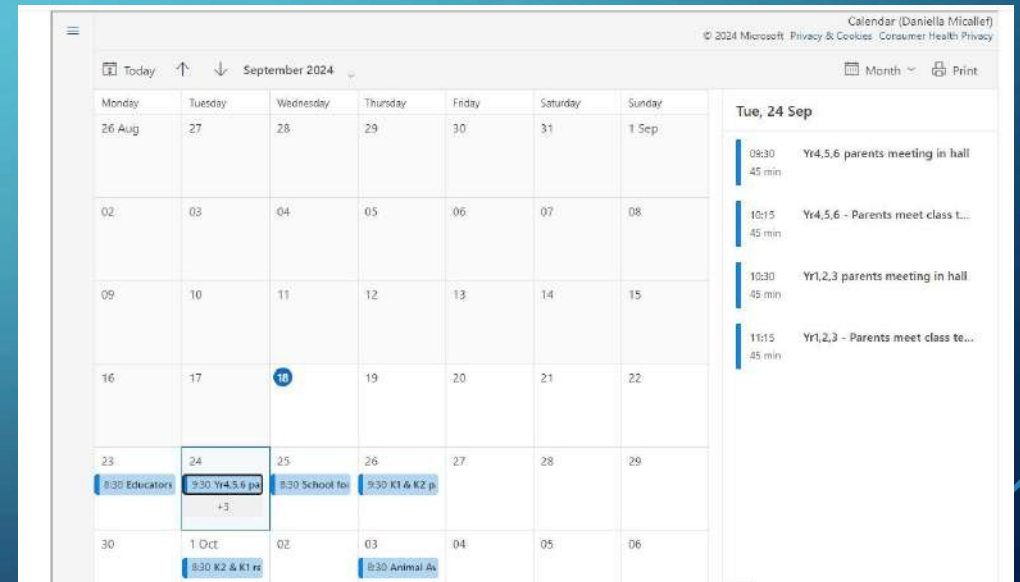 Calendar (Daniella Micallef)
© 2024 Microsoft Privacy & Cookies Consumer Health Privacy
Today September 2024 Month Print
Monday Tuesday Wednesday Thursday Friday Saturday Sunday
26 Aug 27 28 29 30 31 1 Sep
02 03 04 05 06 07 08
09 10 11 12 13 14 15
16 17 18 19 20 21 22
23 24 25 26 27 28 29
8:30 Educators 9:30 Yr4,5,6 pa 8:30 School for 9:30 K1 & K2 p
+3
30 1 Oct 02 03 04 05 06
8:30 K2 & K1 re 8:30 Animal As
Tue, 24 Sep
09:30 Yr4,5,6 parents meeting in hall
45 min
10:15 Yr4,5,6 - Parents meet class t...
45 min
10:30 Yr1,2,3 parents meeting in hall
45 min
11:15 Yr1,2,3 - Parents meet class te...
45 min